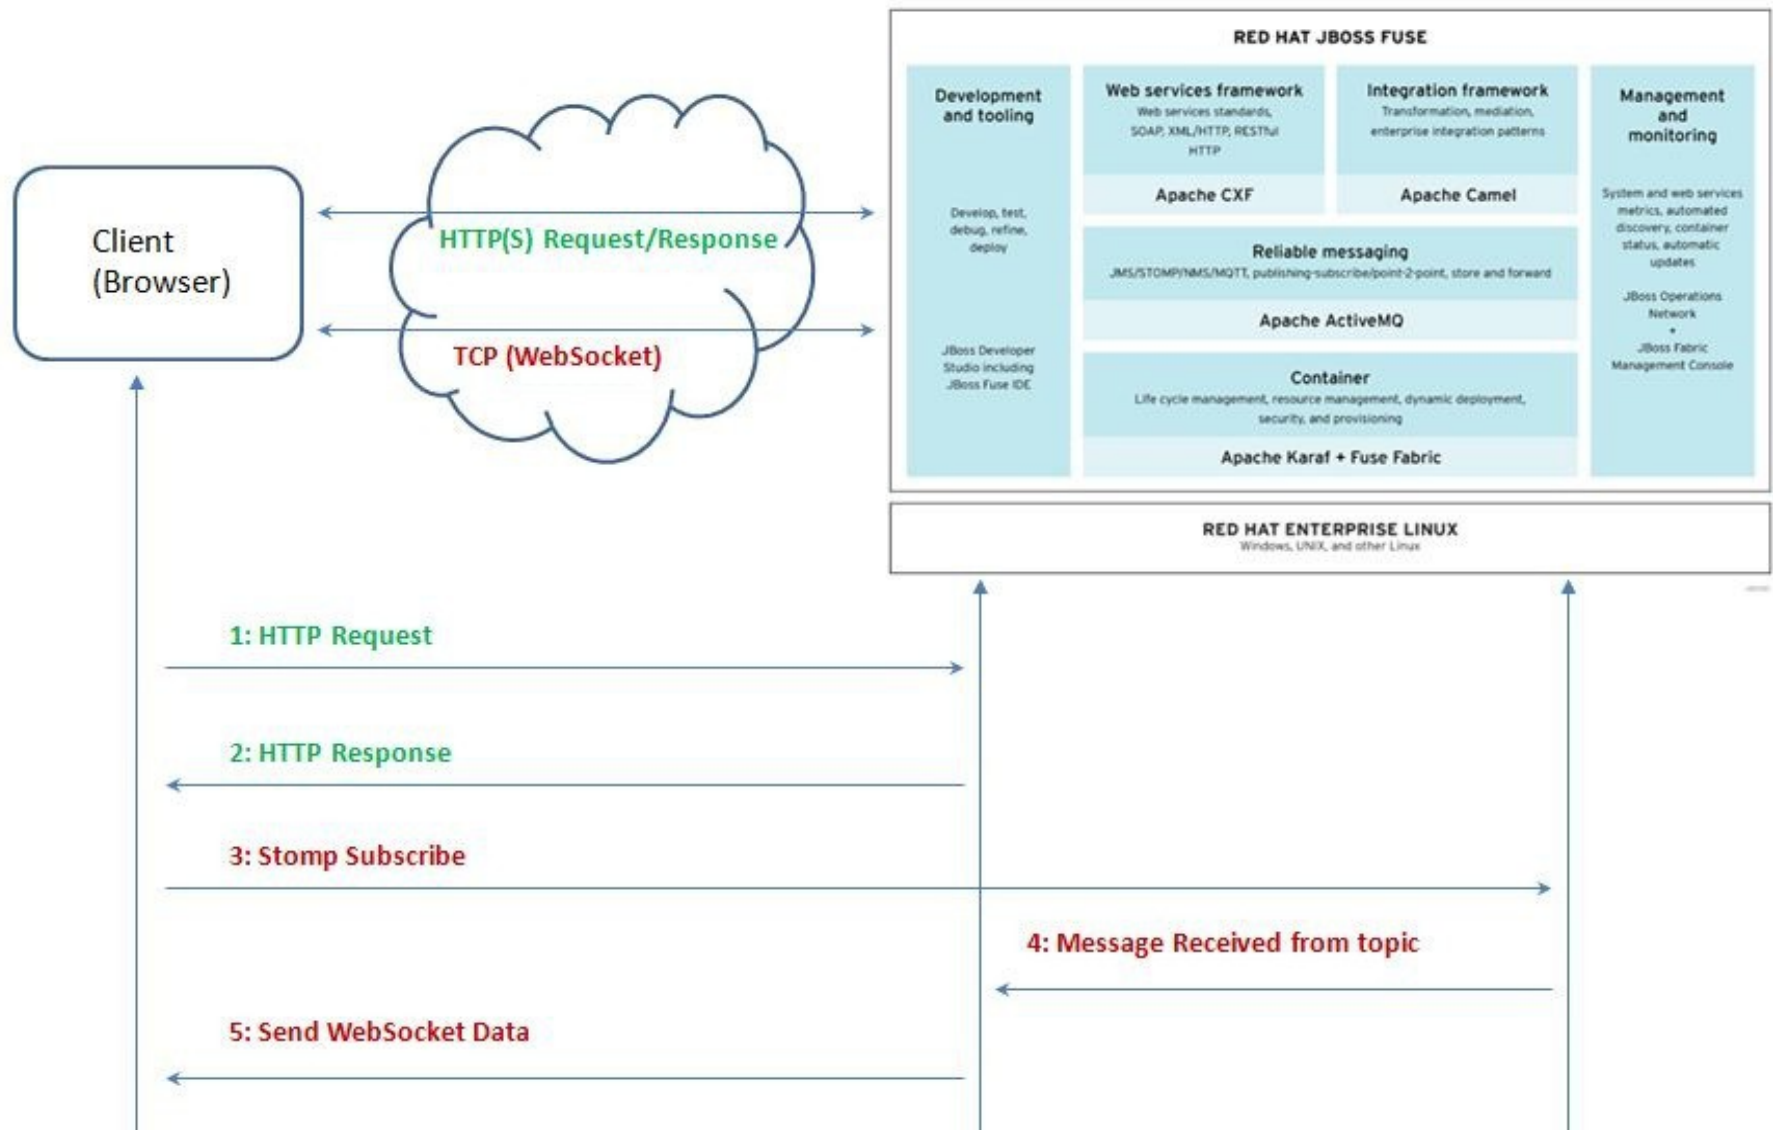 RED HAT JBOSS FUSE
Development
and tooling
Develop, test,
debug, refine,
deploy
JBoss Developer
Studio including
JBoss Fuse IDE
Web services framework
Web services standards,
SOAP, XML/HTTP, RESTful
HTTP
Apache CXF
Integration framework
Transformation, mediation,
enterprise integration patterns
Apache Camel
Reliable messaging
JMS/STOMP/NMS/MQTT, publishing-subscribe/point-2-point, store and forward
Apache ActiveMQ
Container
Life cycle management, resource management, dynamic deployment,
security, and provisioning
Apache Karaf + Fuse Fabric
Management
and
monitoring
System and web services
metrics, automated
discovery, container
status, automatic
updates
JBoss Operations
Network
+
JBoss Fabric
Management Console
RED HAT ENTERPRISE LINUX
Windows, UNIX, and other Linux
Client
(Browser)
HTTP(S) Request/Response
TCP (WebSocket)
1: HTTP Request
2: HTTP Response
3: Stomp Subscribe
4: Message Received from topic
5: Send WebSocket Data